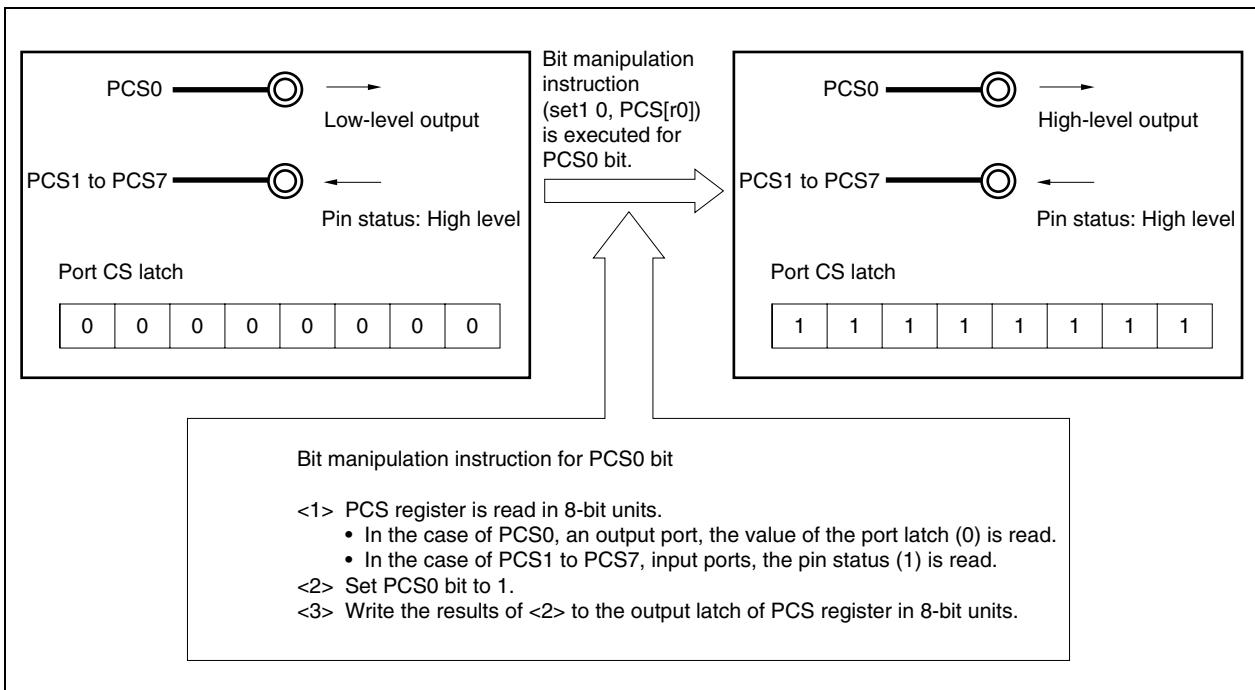 PCS0
Low-level output
PCS1 to PCS7
Pin status: High level
Port CS latch
0 0 0 0 0 0 0 0
Bit manipulation
instruction
(set1 0, PCS[r0])
is executed for
PCS0 bit.
PCS0
High-level output
PCS1 to PCS7
Pin status: High level
Port CS latch
1 1 1 1 1 1 1 1
Bit manipulation instruction for PCS0 bit
<1> PCS register is read in 8-bit units.
• In the case of PCS0, an output port, the value of the port latch (0) is read.
• In the case of PCS1 to PCS7, input ports, the pin status (1) is read.
<2> Set PCS0 bit to 1.
<3> Write the results of <2> to the output latch of PCS register in 8-bit units.